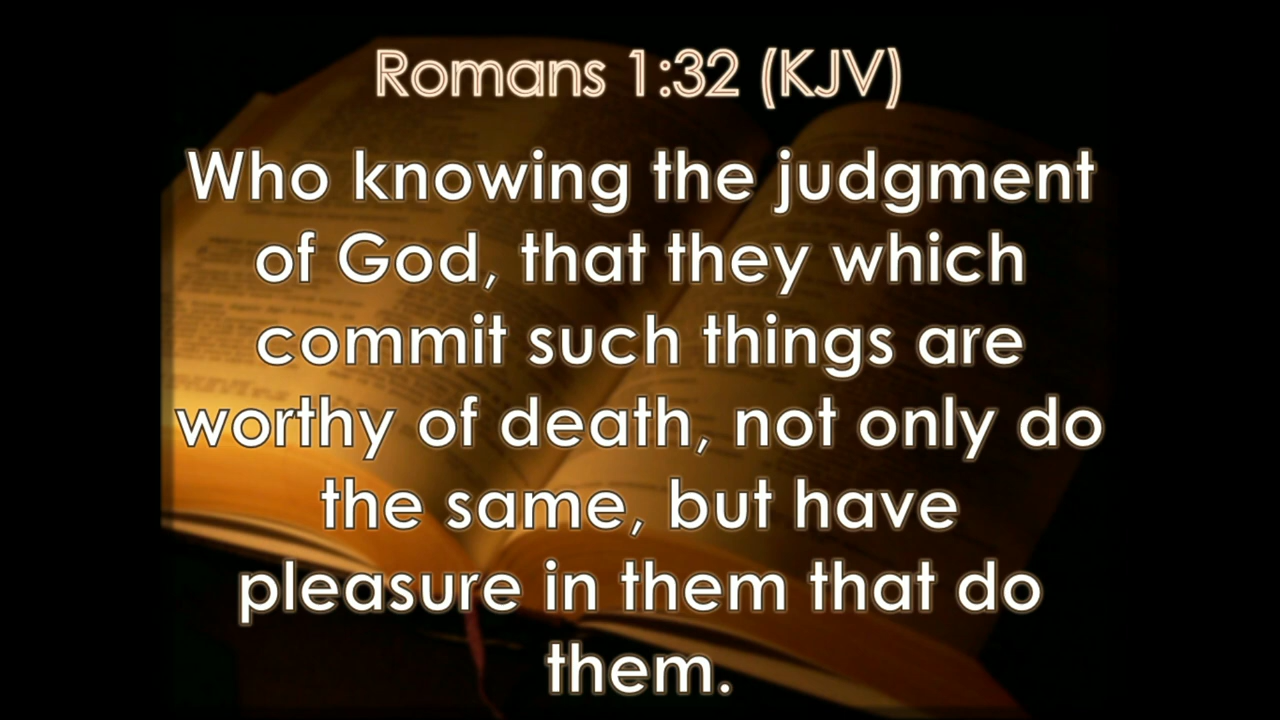 Romans 1:32 (KJV)
Who knowing the judgment
of God, that they which
commit such things are
worthy of death, not only do
the same, but have
pleasure in them that do
them.